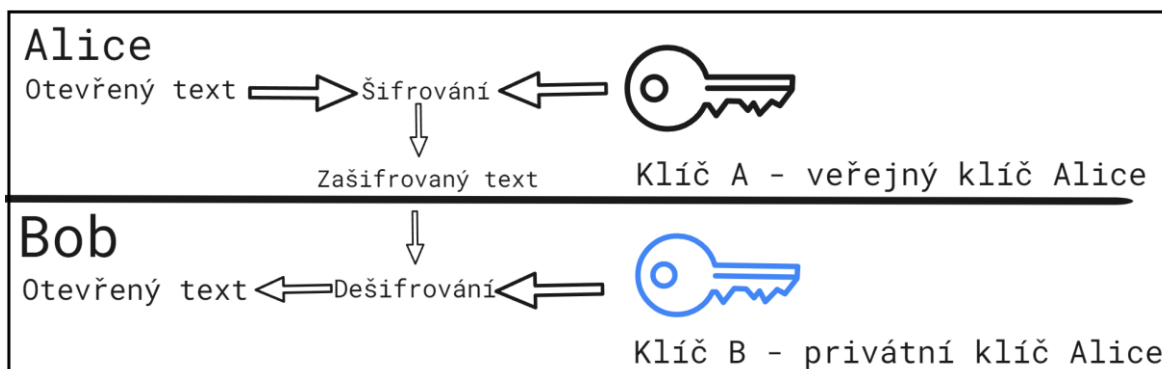 Alice
Otevřený text
Šifrování
Zašifrovaný text
Klíč A - veřejný klíč Alice
Bob
Otevřený text
Dešifrování
Klíč B - privátní klíč Alice